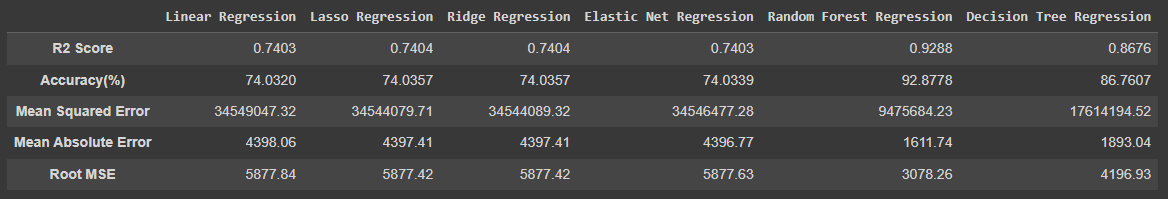 Linear Regression Lasso Regression Ridge Regression Elastic Net Regression Random Forest Regression Decision Tree Regression
R2 Score 0.7403 0.7404 0.7404 0.7403 0.9288 0.8676
Accuracy(%) 74.0320 74.0357 74.0357 74.0339 92.8778 86.7607
Mean Squared Error 34549047.32 34544079.71 34544089.32 34546477.28 9475684.23 17614194.52
Mean Absolute Error 4398.06 4397.41 4397.41 4396.77 1611.74 1893.04
Root MSE 5877.84 5877.42 5877.42 5877.63 3078.26 4196.93